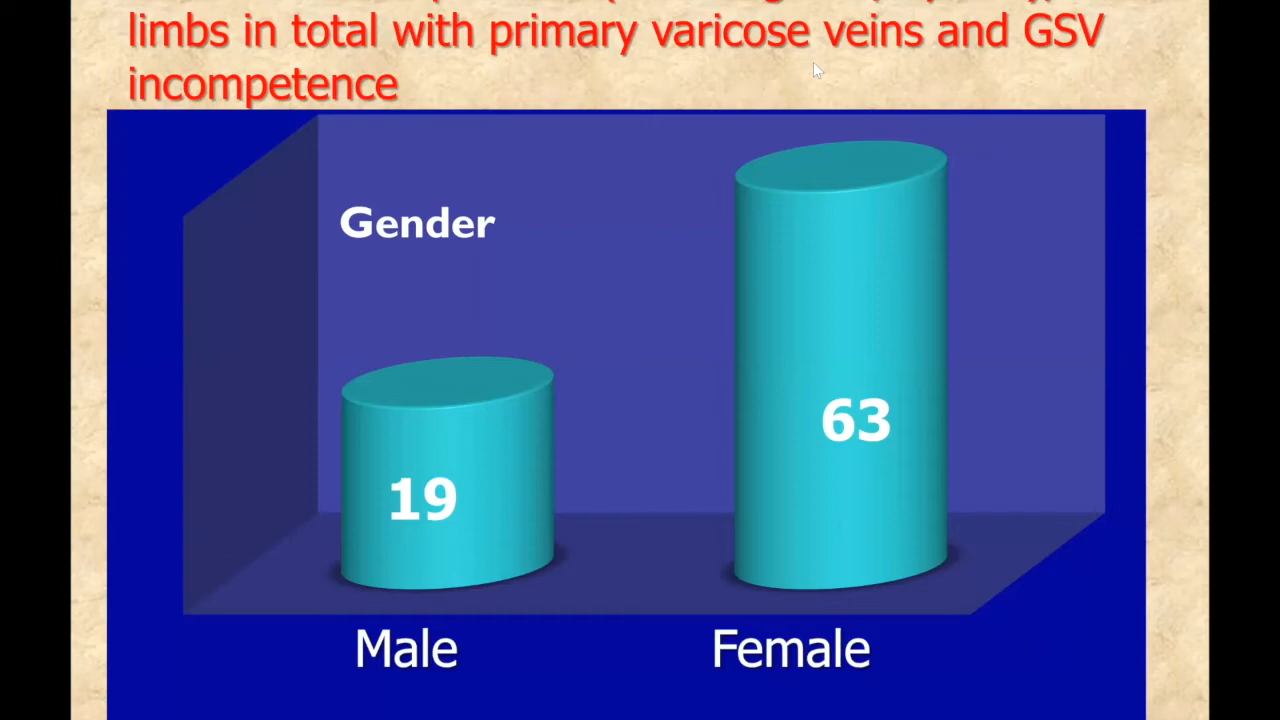 limbs in total with primary varicose veins and GSV
incompetence
Gender
63
19
Male Female